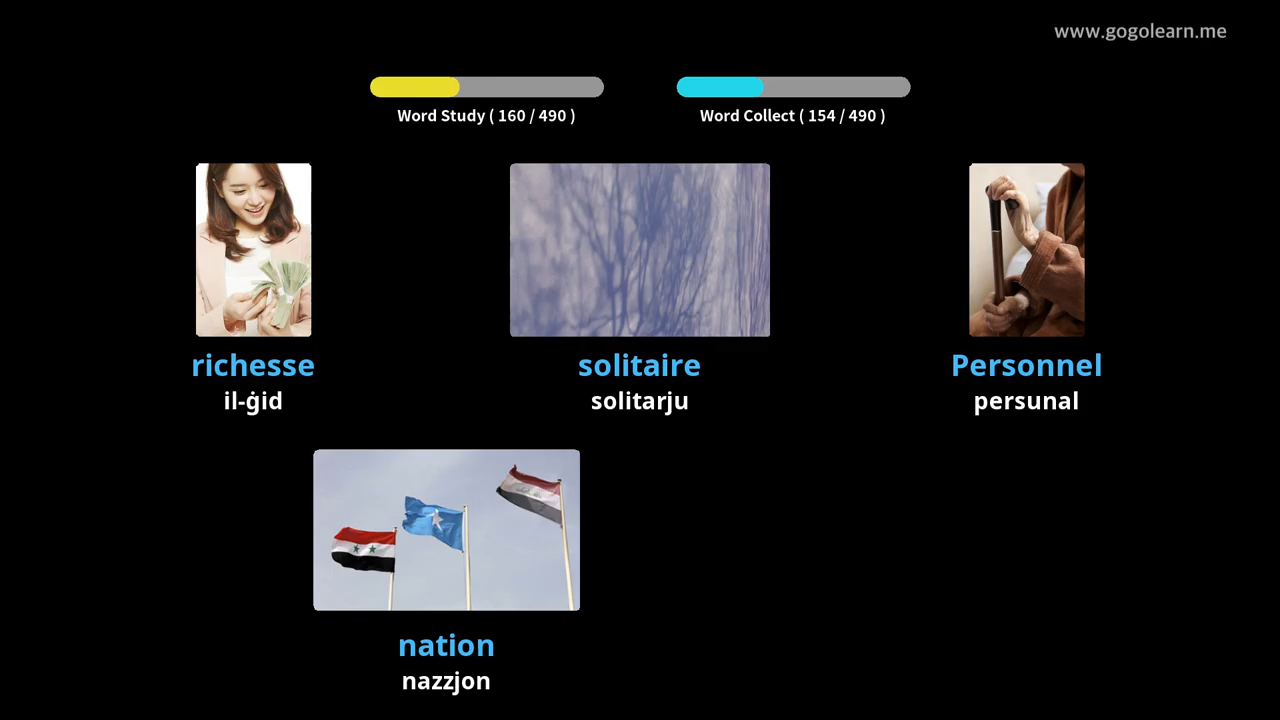 www.gogolearn.me
Word Study ( 160 / 490 )
Word Collect ( 154 / 490 )
richesse
il-ġid
solitaire
solitarju
Personnel
persunal
nation
nazzjon